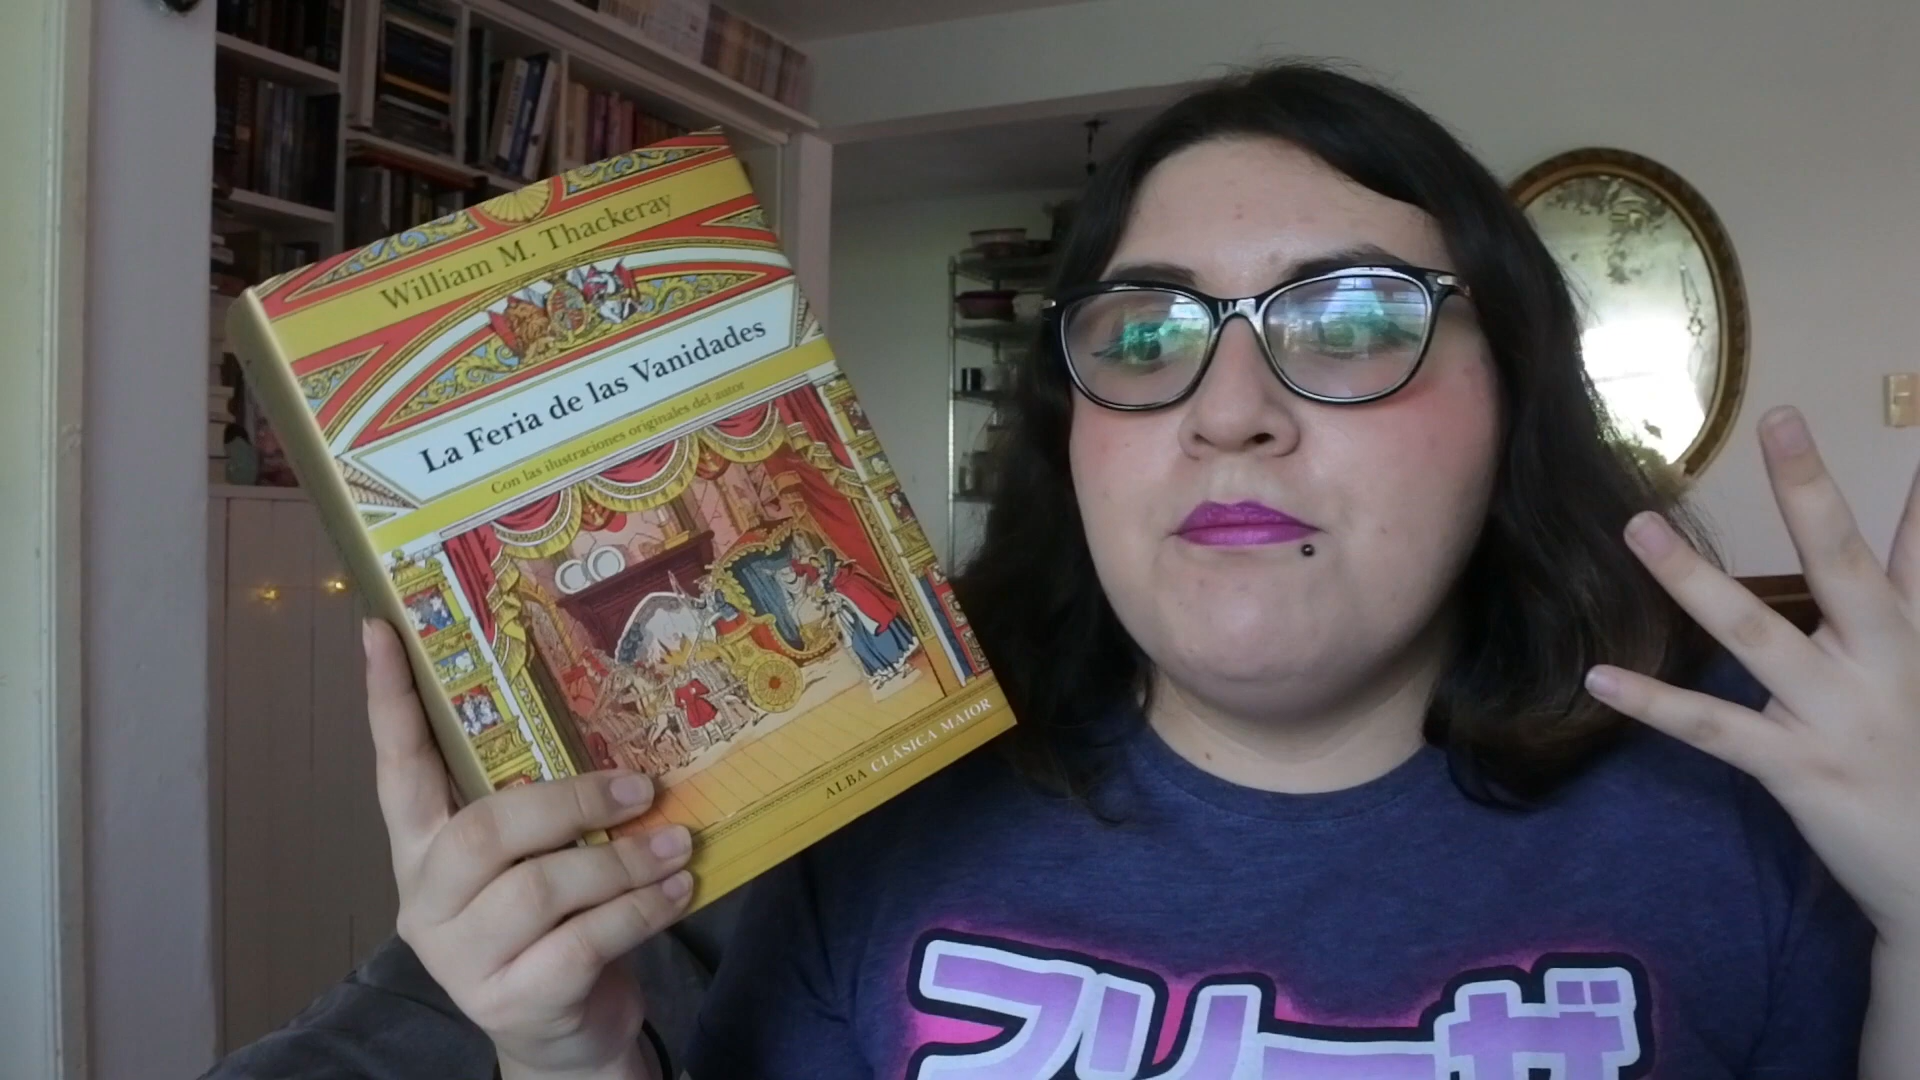 William M. Thackeray
La Feria de las Vanidades
Con las ilustraciones originales del autor
ALBA CLÁSICA MAIOR
フリーザ